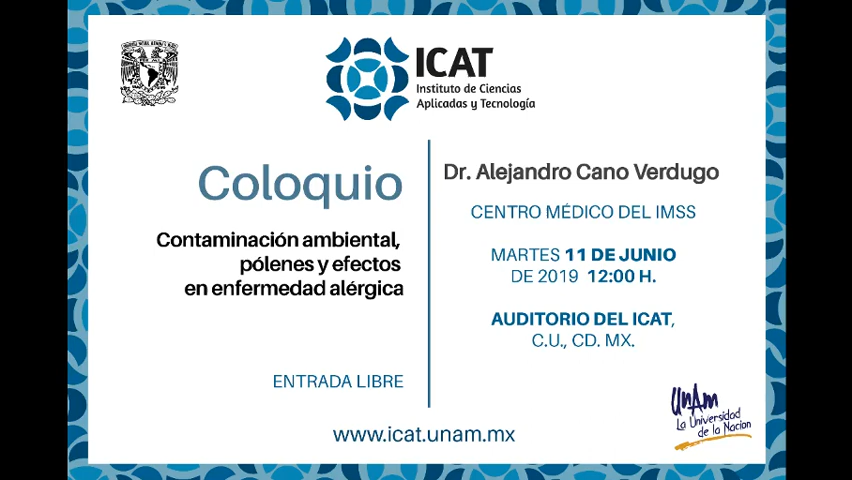 ICAT
Instituto de Ciencias
Aplicadas y Tecnología
Coloquio
Contaminación ambiental,
pólenes y efectos
en enfermedad alérgica
ENTRADA LIBRE
Dr. Alejandro Cano Verdugo
CENTRO MÉDICO DEL IMSS
MARTES 11 DE JUNIO
DE 2019 12:00 H.
AUDITORIO DEL ICAT,
C.U., CD. MX.
UnAm
La Universidad
de la Nacion
www.icat.unam.mx